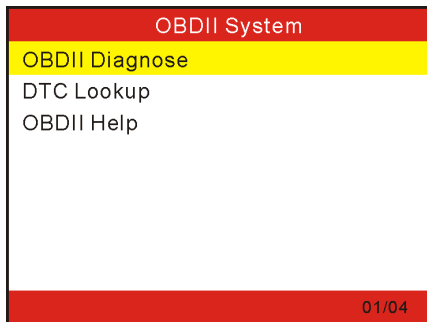 OBDII System
OBDII Diagnose
DTC Lookup
OBDII Help
01/04